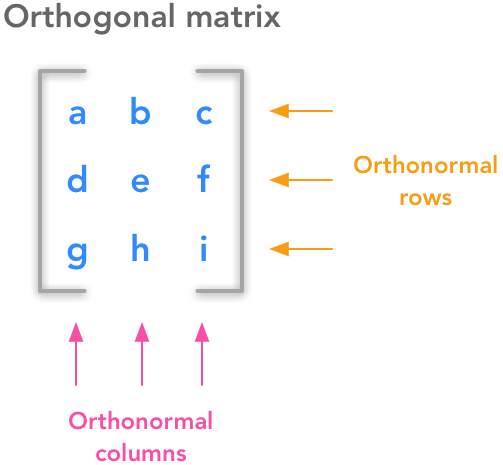 Orthogonal matrix
a b c
d e f
g h i
Orthonormal
rows
Orthonormal
columns